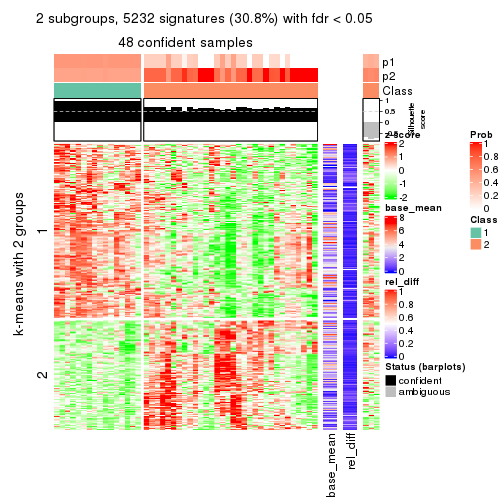 2 subgroups, 5232 signatures (30.8%) with fdr < 0.05
48 confident samples
p1
p2
Class
1
0.5
0
Silhouette
score
k-means with 2 groups
1
2
base_mean
rel_diff
z-score
2
1
0
-1
-2
base_mean
8
6
4
2
0
rel_diff
1
0.8
0.6
0.4
0.2
0
Status (barplots)
confident
ambiguous
Prob
1
0.8
0.6
0.4
0.2
0
Class
1
2